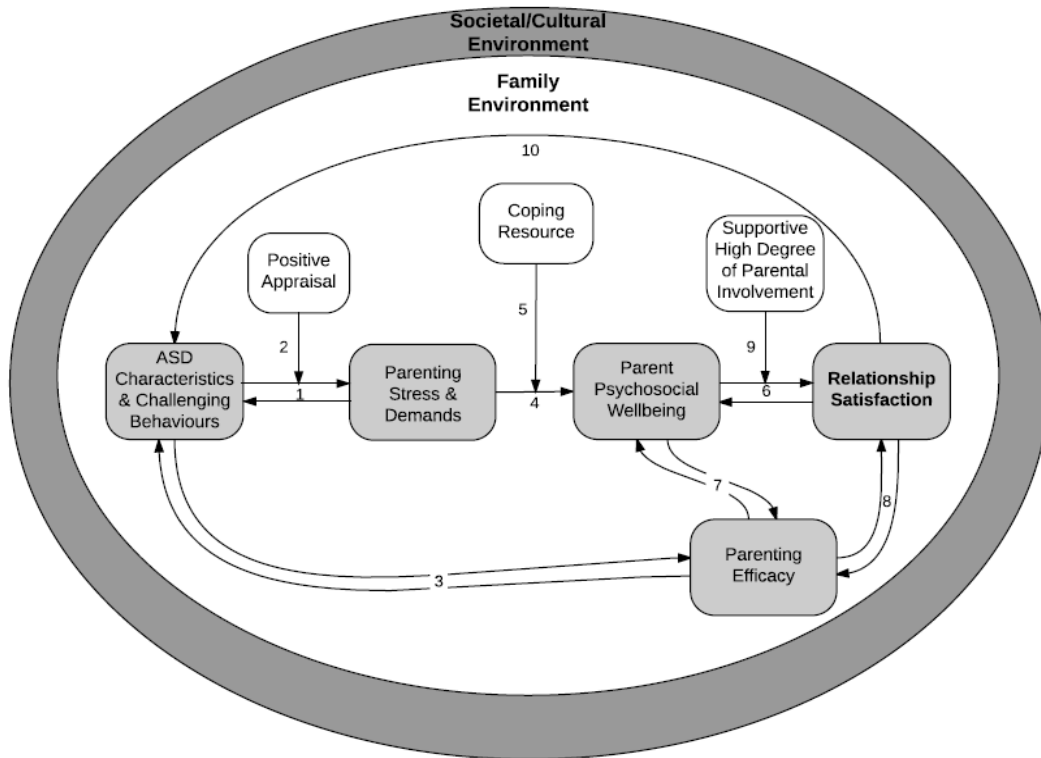 Societal/Cultural
Environment
Family
Environment
10
Coping
Resource
Supportive
High Degree
of Parental
Involvement
Positive
Appraisal
5
2
9
ASD
Characteristics
& Challenging
Behaviours
1
Parenting
Stress &
Demands
4
Parent
Psychosocial
Wellbeing
6
Relationship
Satisfaction
7
8
Parenting
Efficacy
3